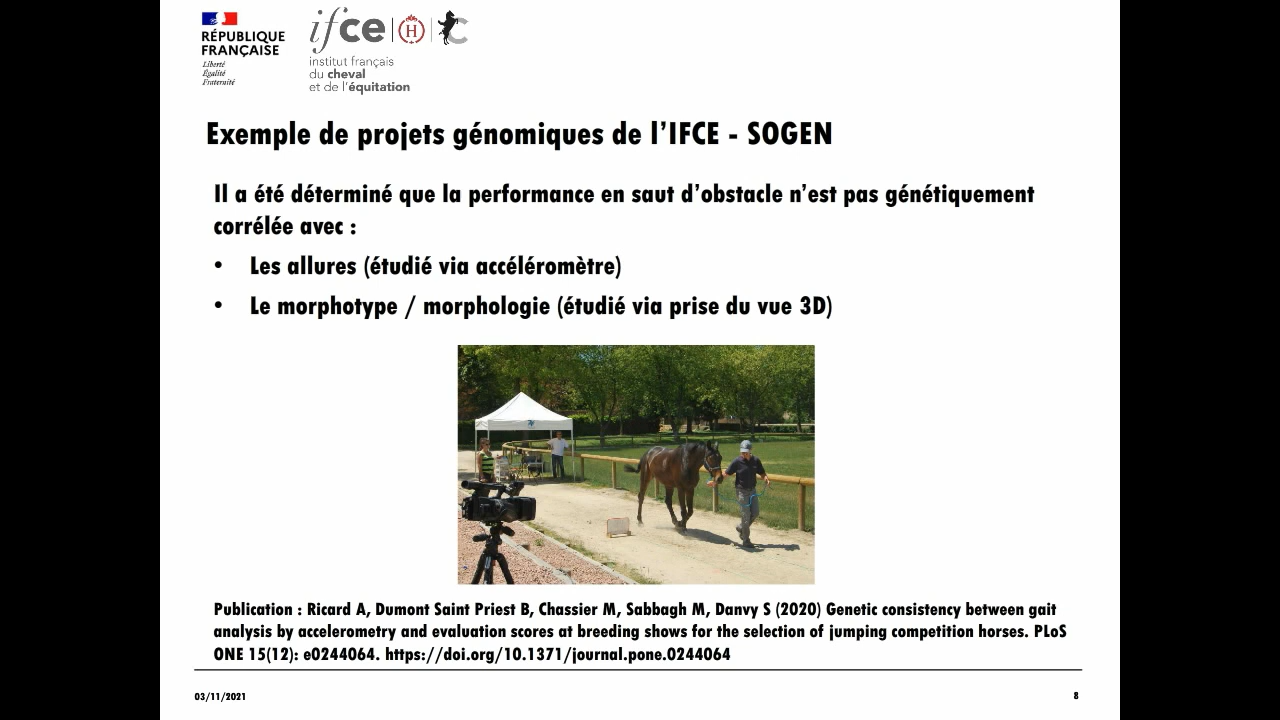 RÉPUBLIQUE
FRANÇAISE
Liberté
Égalité
Fraternité
ifce
H
institut français
du cheval
et de l'équitation
Exemple de projets génomiques de l'IFCE - SOGEN
Il a été déterminé que la performance en saut d'obstacle n'est pas génétiquement
corrélée avec :
• Les allures (étudié via accéléromètre)
• Le morphotype / morphologie (étudié via prise du vue 3D)
Publication : Ricard A, Dumont Saint Priest B, Chassier M, Sabbagh M, Danvy S (2020) Genetic consistency between gait
analysis by accelerometry and evaluation scores at breeding shows for the selection of jumping competition horses. PLoS
ONE 15(12): e0244064. https://doi.org/10.1371/journal.pone.0244064
03/11/2021
8